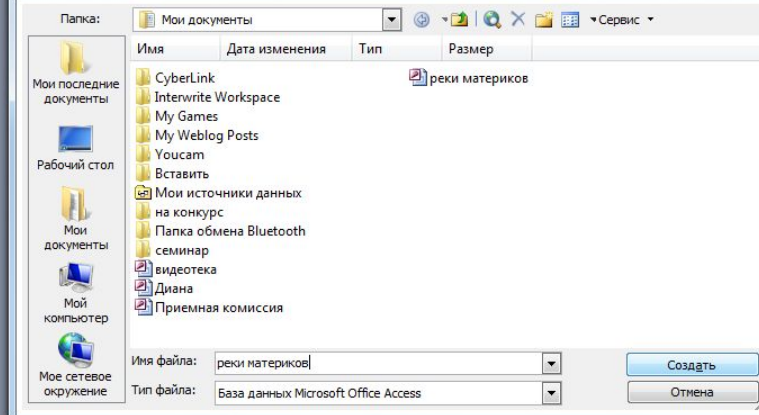 Папка:
Мои документы
Сервис
Имя
Дата изменения
Тип
Размер
Мои последние
документы
Рабочий стол
Мои
документы
Мой
компьютер
Мое сетевое
окружение
CyberLink
Interwrite Workspace
My Games
My Weblog Posts
Youcam
Вставить
Мои источники данных
на конкурс
Папка обмена Bluetooth
семинар
видеотека
Диана
Приемная комиссия
реки материков
Имя файла:
реки материков
Создать
Тип файла:
База данных Microsoft Office Access
Отмена